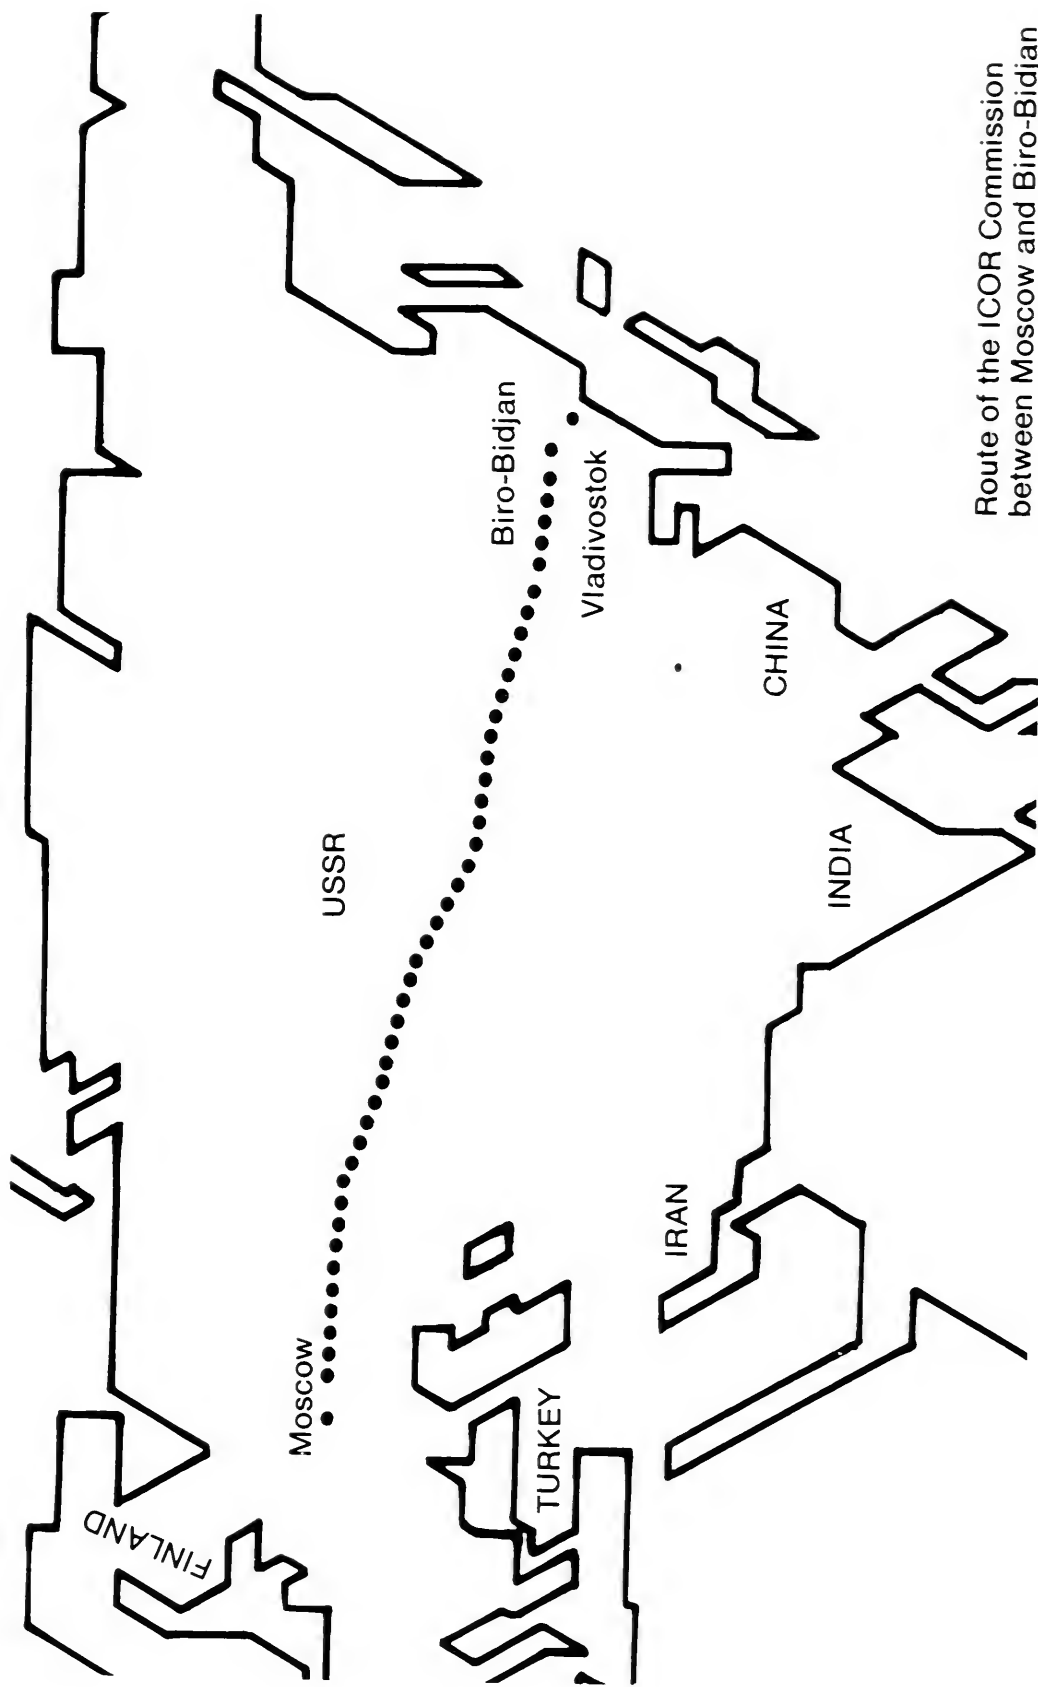 FINLAND
Moscow
USSR
Biro-Bidjan
Vladivostok
TURKEY
IRAN
CHINA
INDIA
Route of the ICOR Commission
between Moscow and Biro-Bidian